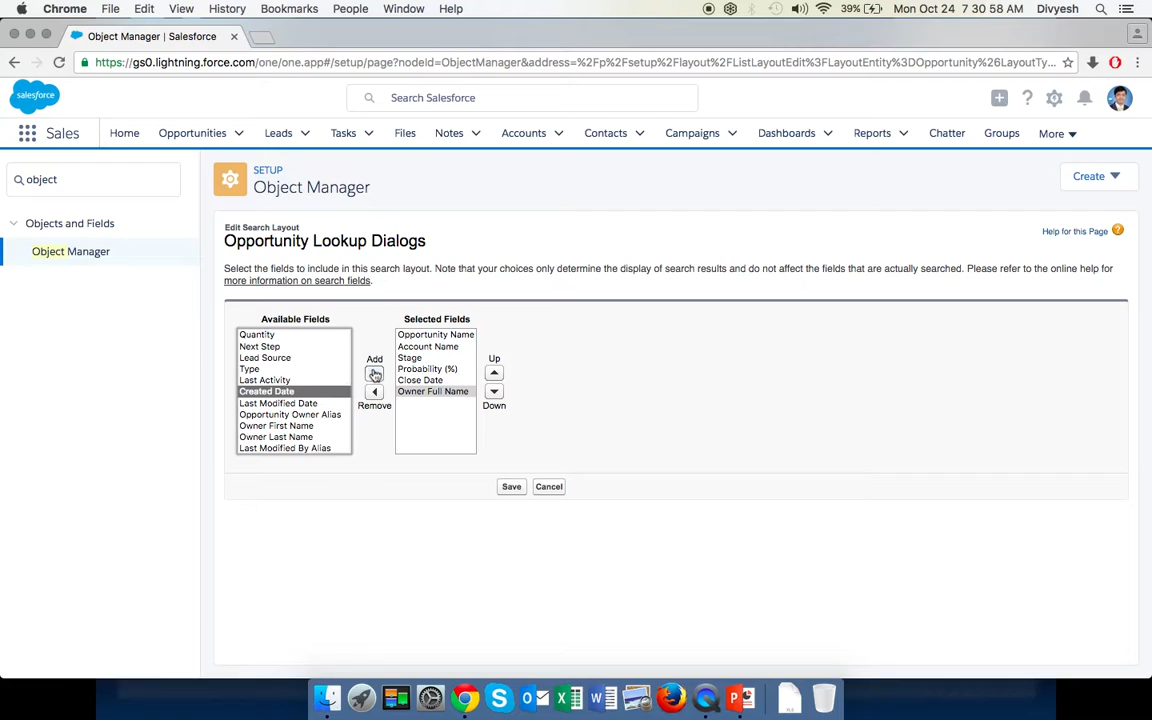 Chrome File Edit View History Bookmarks People Window Help 39% Mon Oct 24 7:30:58 AM Divyesh
Object Manager | Salesforce
https://gs0.lightning.force.com/one/one.app#/setup/page?nodeId=ObjectManager&address=%2Fp%2Fsetup%2Flayout%2FListLayoutEdit%3FLayoutEntity%3DOpportunity%26LayoutTy...
salesforce Search Salesforce
Sales Home Opportunities Leads Tasks Files Notes Accounts Contacts Campaigns Dashboards Reports Chatter Groups More
object
Objects and Fields
Object Manager
SETUP
Object Manager
Create
Edit Search Layout
Opportunity Lookup Dialogs
Help for this Page ?
Select the fields to include in this search layout. Note that your choices only determine the display of search results and do not affect the fields that are actually searched. Please refer to the online help for
more information on search fields.
Available Fields
Quantity
Next Step
Lead Source
Type
Last Activity
Created Date
Last Modified Date
Opportunity Owner Alias
Owner First Name
Owner Last Name
Last Modified By Alias
Add
Remove
Selected Fields
Opportunity Name
Account Name
Stage
Probability (%)
Close Date
Owner Full Name
Up
Down
Save Cancel